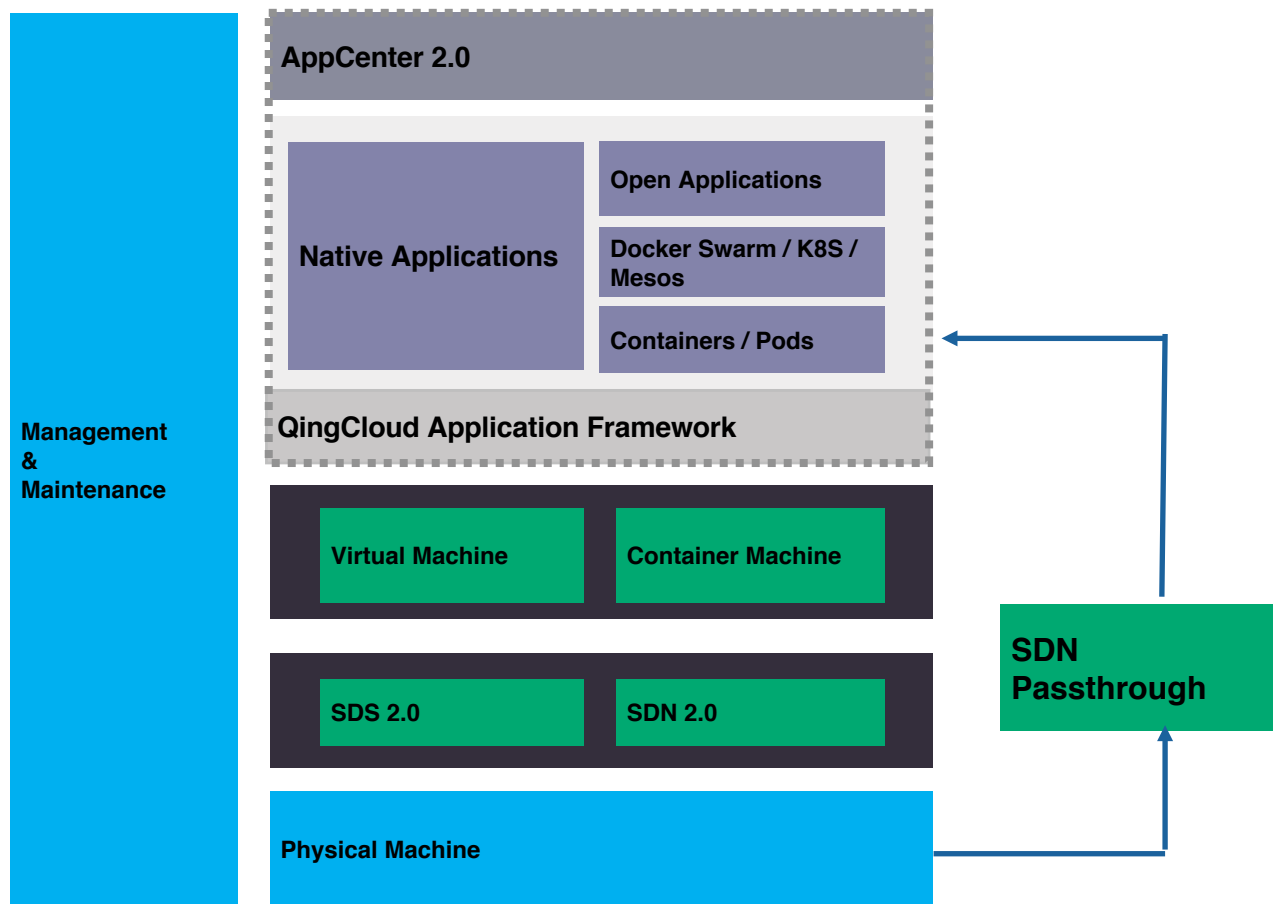 AppCenter 2.0
Native Applications
Open Applications
Docker Swarm / K8S /
Mesos
Containers / Pods
QingCloud Application Framework
Management
&
Maintenance
Virtual Machine
Container Machine
SDS 2.0
SDN 2.0
SDN
Passthrough
Physical Machine